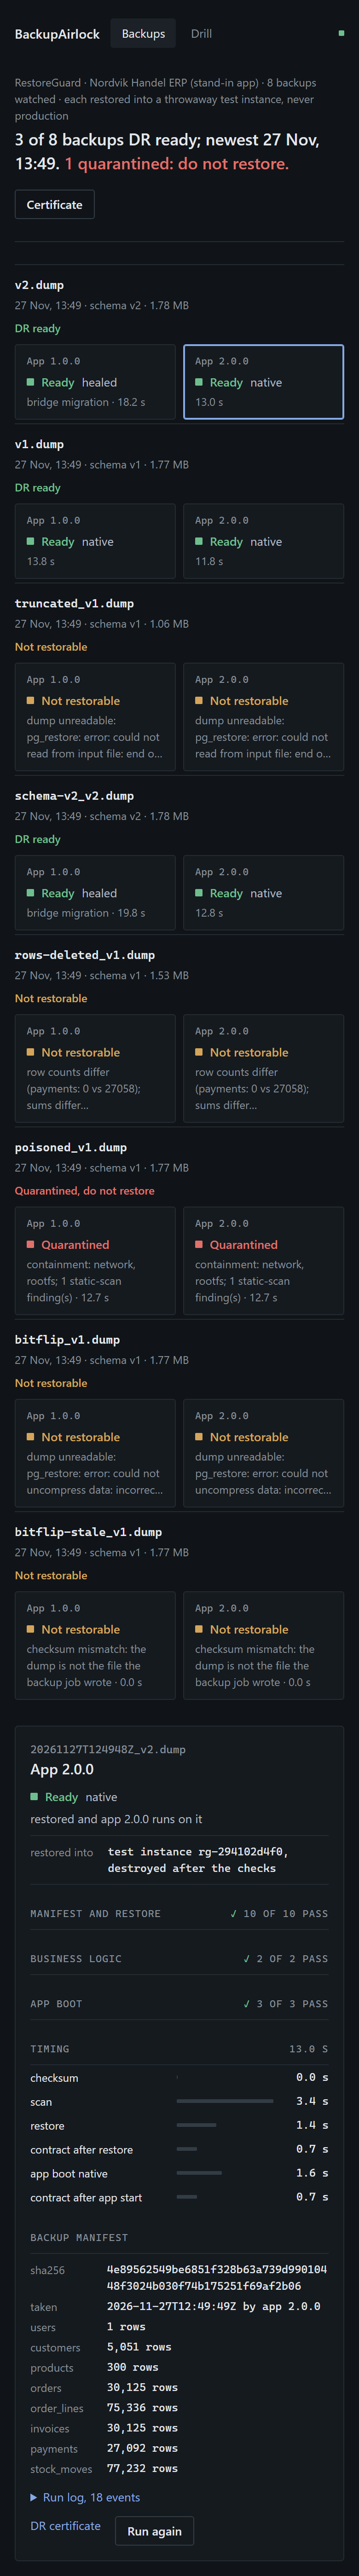 BackupAirlock Backups Drill
RestoreGuard · Nordvik Handel ERP (stand-in app) · 8 backups
watched · each restored into a throwaway test instance, never
production
3 of 8 backups DR ready; newest 27 Nov,
13:49. 1 quarantined: do not restore.
Certificate
v2.dump
27 Nov, 13:49 · schema v2 · 1.78 MB
DR ready
App 1.0.0
Ready healed
bridge migration · 18.2 s
App 2.0.0
Ready native
13.0 s
v1.dump
27 Nov, 13:49 · schema v1 · 1.77 MB
DR ready
App 1.0.0
Ready native
13.8 s
App 2.0.0
Ready native
11.8 s
truncated_v1.dump
27 Nov, 13:49 · schema v1 · 1.06 MB
Not restorable
App 1.0.0
Not restorable
dump unreadable:
pg_restore: error: could not
read from input file: end o...
App 2.0.0
Not restorable
dump unreadable:
pg_restore: error: could not
read from input file: end o...
schema-v2_v2.dump
27 Nov, 13:49 · schema v2 · 1.78 MB
DR ready
App 1.0.0
Ready healed
bridge migration · 19.8 s
App 2.0.0
Ready native
12.8 s
rows-deleted_v1.dump
27 Nov, 13:49 · schema v1 · 1.53 MB
Not restorable
App 1.0.0
Not restorable
row counts differ
(payments: 0 vs 27058);
sums differ...
App 2.0.0
Not restorable
row counts differ
(payments: 0 vs 27058);
sums differ...
poisoned_v1.dump
27 Nov, 13:49 · schema v1 · 1.77 MB
Quarantined, do not restore
App 1.0.0
Quarantined
containment: network,
rootfs; 1 static-scan
finding(s) · 12.7 s
App 2.0.0
Quarantined
containment: network,
rootfs; 1 static-scan
finding(s) · 12.7 s
bitflip_v1.dump
27 Nov, 13:49 · schema v1 · 1.77 MB
Not restorable
App 1.0.0
Not restorable
dump unreadable:
pg_restore: error: could not
uncompress data: incorrec...
App 2.0.0
Not restorable
dump unreadable:
pg_restore: error: could not
uncompress data: incorrec...
bitflip-stale_v1.dump
27 Nov, 13:49 · schema v1 · 1.77 MB
Not restorable
App 1.0.0
Not restorable
checksum mismatch: the
dump is not the file the
backup job wrote · 0.0 s
App 2.0.0
Not restorable
checksum mismatch: the
dump is not the file the
backup job wrote · 0.0 s
20261127T124948Z_v2.dump
App 2.0.0
Ready native
restored and app 2.0.0 runs on it
restored into test instance rg-294102d4f0,
destroyed after the checks
MANIFEST AND RESTORE ✓ 10 OF 10 PASS
BUSINESS LOGIC ✓ 2 OF 2 PASS
APP BOOT ✓ 3 OF 3 PASS
TIMING 13.0 S
checksum 0.0 s
scan 3.4 s
restore 1.4 s
contract after restore 0.7 s
app boot native 1.6 s
contract after app start 0.7 s
BACKUP MANIFEST
sha256 4e89562549be6851f328b63a739d990104
48f3024b030f74b175251f69af2b06
taken 2026-11-27T12:49:49Z by app 2.0.0
users 1 rows
customers 5,051 rows
products 300 rows
orders 30,125 rows
order_lines 75,336 rows
invoices 30,125 rows
payments 27,092 rows
stock_moves 77,232 rows
▶ Run log, 18 events
DR certificate Run again